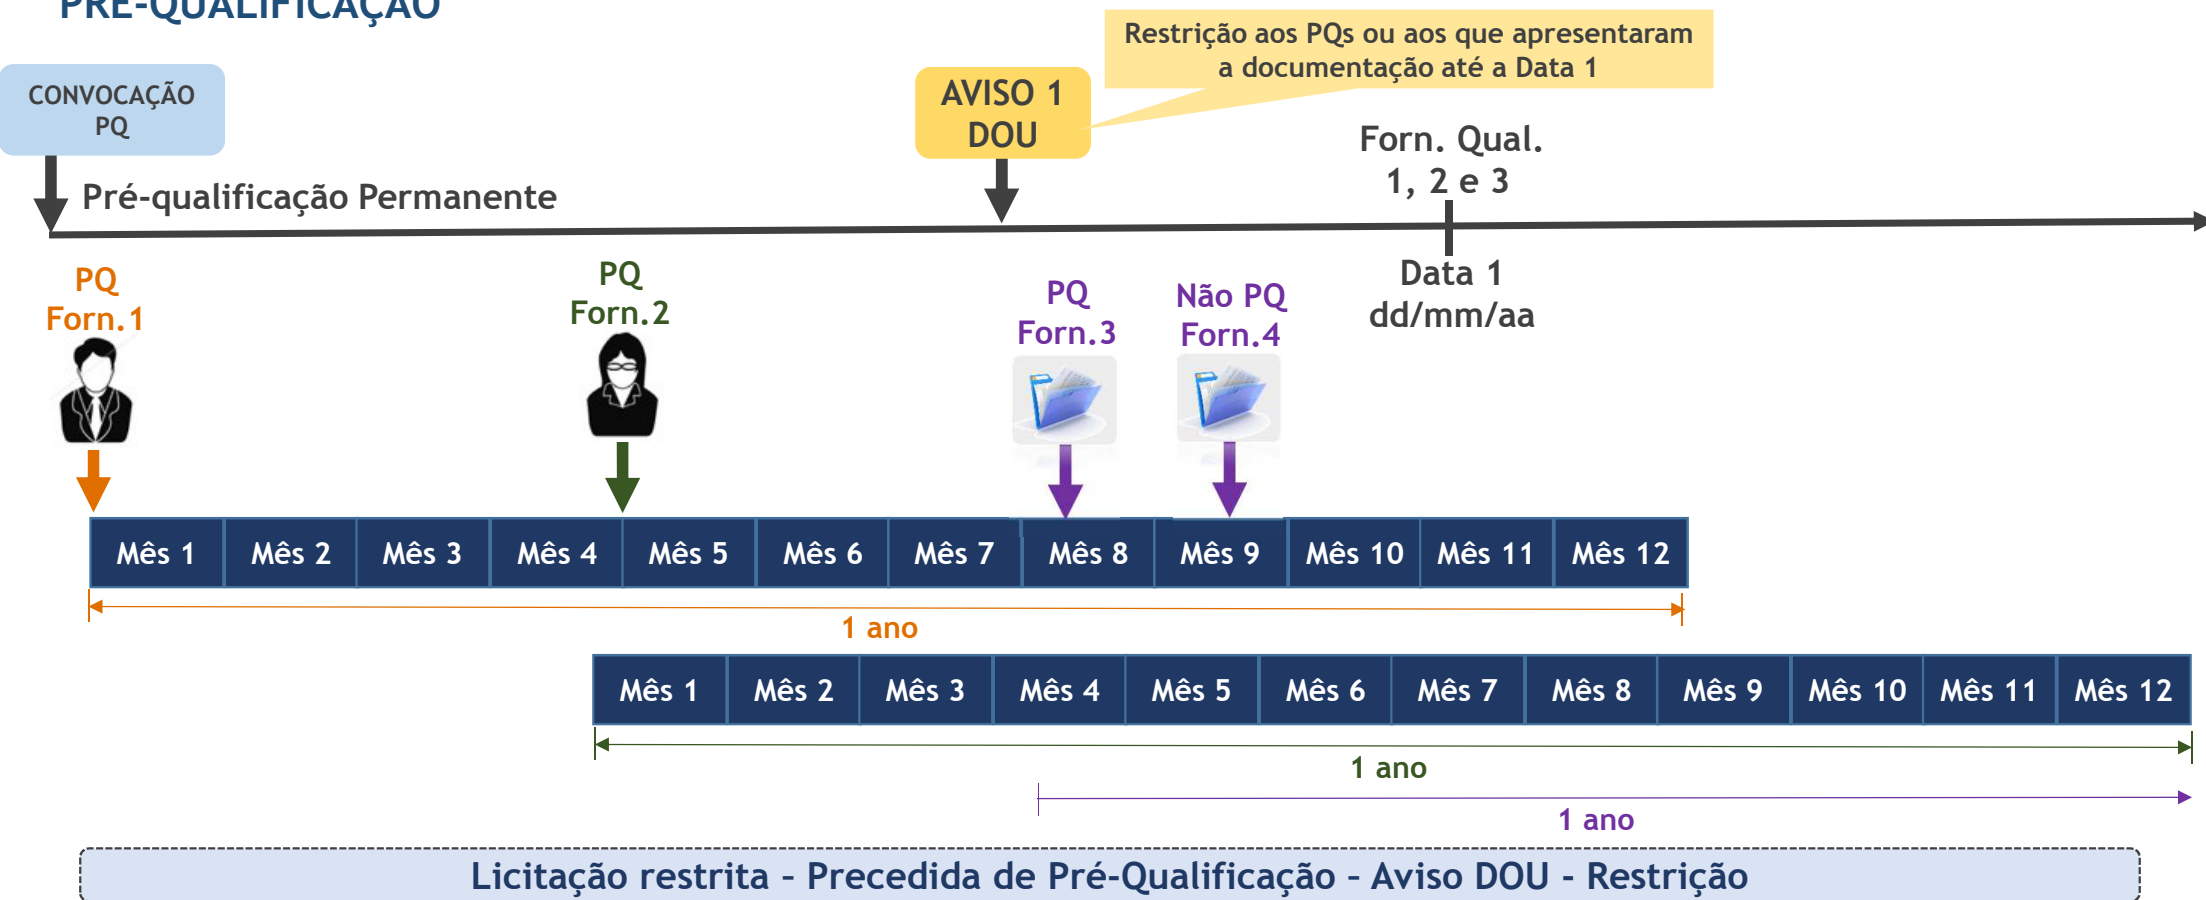 PRÉ-QUALIFICAÇÃO
Restrição aos PQs ou aos que apresentaram
a documentação até a Data 1
CONVOCAÇÃO
PQ
AVISO 1
DOU
Forn. Qual.
1, 2 e 3
Pré-qualificação Permanente
Data 1
dd/mm/aa
PQ
Forn.1
PQ
Forn.2
PQ
Forn.3
Não PQ
Forn.4
Mês 1 Mês 2 Mês 3 Mês 4 Mês 5 Mês 6 Mês 7 Mês 8 Mês 9 Mês 10 Mês 11 Mês 12
1 ano
Mês 1 Mês 2 Mês 3 Mês 4 Mês 5 Mês 6 Mês 7 Mês 8 Mês 9 Mês 10 Mês 11 Mês 12
1 ano
1 ano
Licitação restrita – Precedida de Pré-Qualificação – Aviso DOU - Restrição